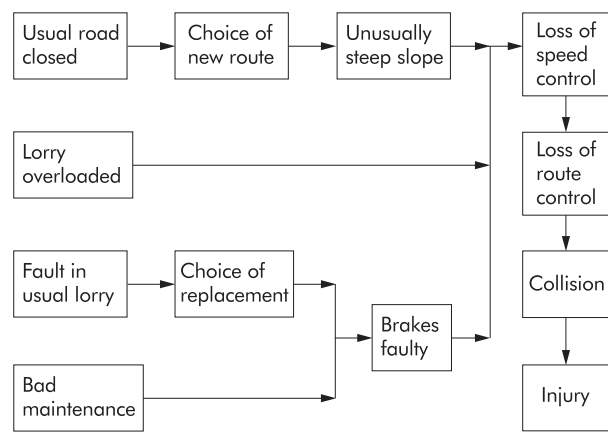 Usual road
closed
Choice of
new route
Unusually
steep slope
Loss of
speed
control
Lorry
overloaded
Loss of
route
control
Fault in
usual lorry
Choice of
replacement
Collision
Brakes
faulty
Bad
maintenance
Injury